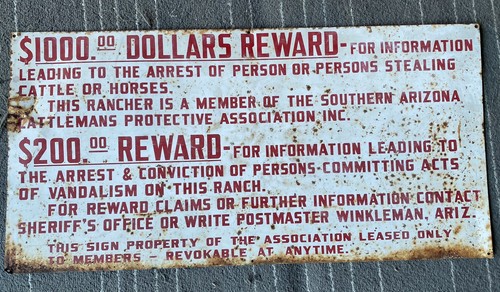 $1000.00 DOLLARS REWARD-FOR INFORMATION
LEADING TO THE ARREST OF PERSON OR PERSONS STEALING
CATTLE OR HORSES.
THIS RANCHER IS A MEMBER OF THE SOUTHERN ARIZONA
CATTLEMANS PROTECTIVE ASSOCIATION, INC.
$200.00 REWARD-FOR INFORMATION LEADING TO
THE ARREST & CONVICTION OF PERSONS-COMMITTING ACTS
OF VANDALISM ON THIS RANCH.
FOR REWARD CLAIMS OR FURTHER INFORMATION CONTACT
SHERIFF'S OFFICE OR WRITE POSTMASTER WINKLEMAN, ARIZ.
THIS SIGN PROPERTY OF THE ASSOCIATION LEASED ONLY
TO MEMBERS - REVOKABLE AT ANYTIME.